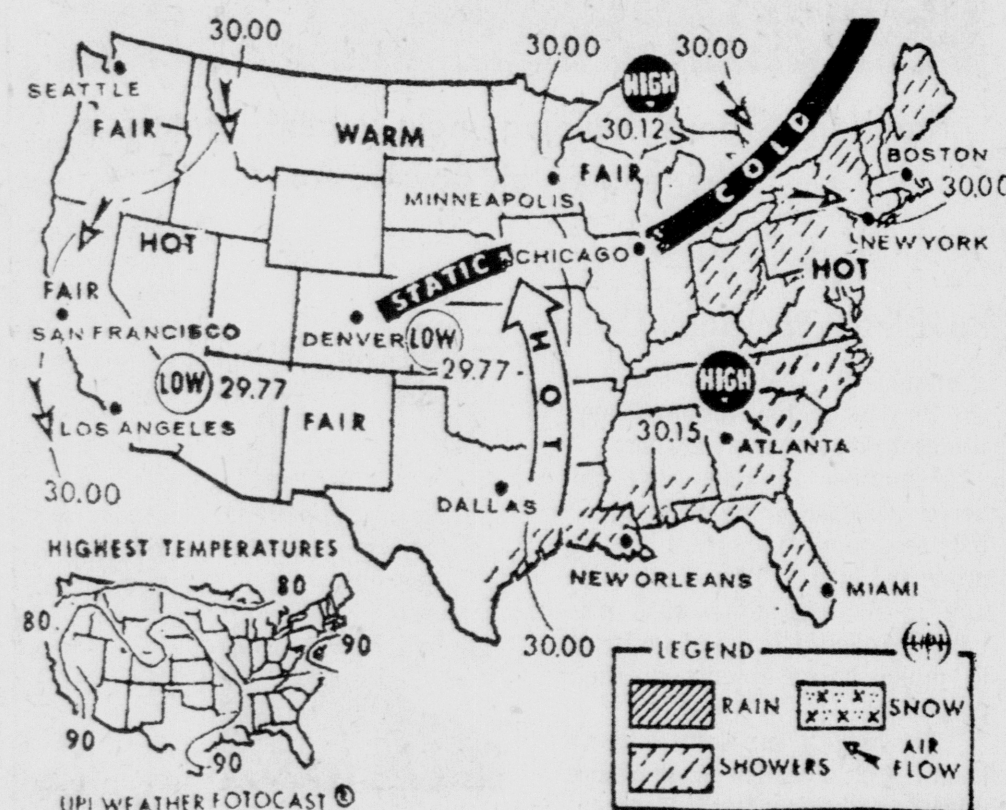 30.00
30.00
30.00
SEATTLE
FAIR
HIGH
30.12
WARM
COLD
FAIR
BOSTON
30.00
MINNEAPOLIS
HOT
NEW YORK
HOT
CHICAGO
STATIC
FAIR
SAN FRANCISCO
DENVER
LOW
29.77
LOW
29.77
HOT
HIGH
30.15
ATLANTA
FAIR
LOS ANGELES
30.00
DALLAS
NEW ORLEANS
MIAMI
30.00
HIGHEST TEMPERATURES
80
80
90
90
90
LEGEND
UPI
RAIN
SNOW
SHOWERS
AIR
FLOW
UPI WEATHER FOTOCAST ®